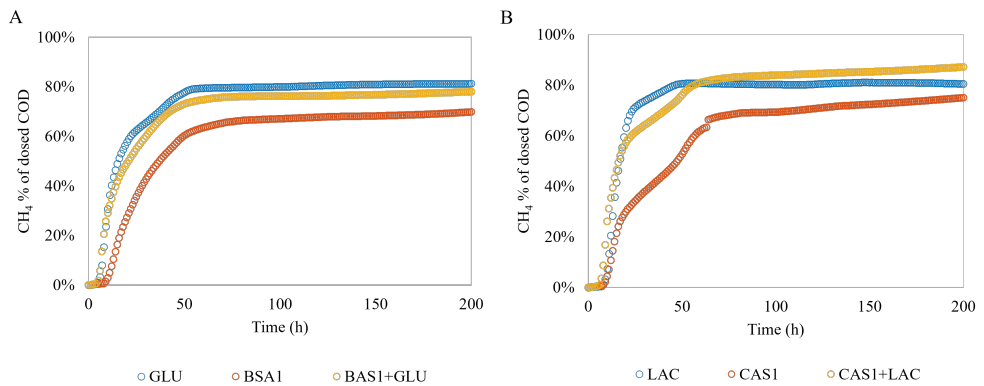 A
100%
80%
60%
40%
20%
0%
CH4 % of dosed COD
0
50
100
150
200
Time (h)
GLU
BSA1
BAS1+GLU
B
100%
80%
60%
40%
20%
0%
CH4 % of dosed COD
0
50
100
150
200
Time (h)
LAC
CAS1
CAS1+LAC